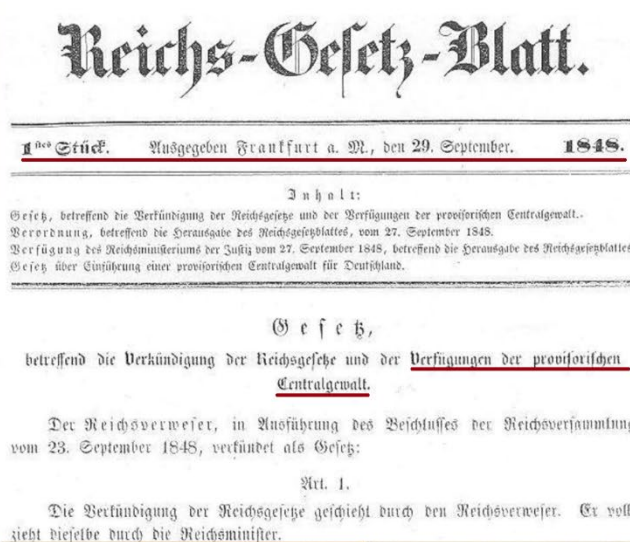 Reichs-Gesetz-Blatt.
1stes Stück. Ausgegeben Frankfurt a. M., den 29. September. 1848.
Inhalt:
Gesetz, betreffend die Verkündigung der Reichsgesetze und der Verfügungen der provisorischen Centralgewalt.
Verordnung, betreffend die Herausgabe des Reichsgesetzblattes, vom 27. September 1848.
Verfügung des Reichsministeriums der Justiz vom 27. September 1848, betreffend die Herausgabe des Reichsgesetzblattes
Gesetz über Einführung einer provisorischen Centralgewalt für Deutschland.
Gesetz,
betreffend die Verkündigung der Reichsgesetze und der Verfügungen der provisorischen
Centralgewalt.
Der Reichsverweser, in Ausführung des Beschlusses der Reichsversammlung
vom 23. September 1848, verkündet als Gesetz:
Art. 1.
Die Verkündigung der Reichsgesetze geschieht durch den Reichsverweser. Er voll
zieht dieselbe durch die Reichsminister.